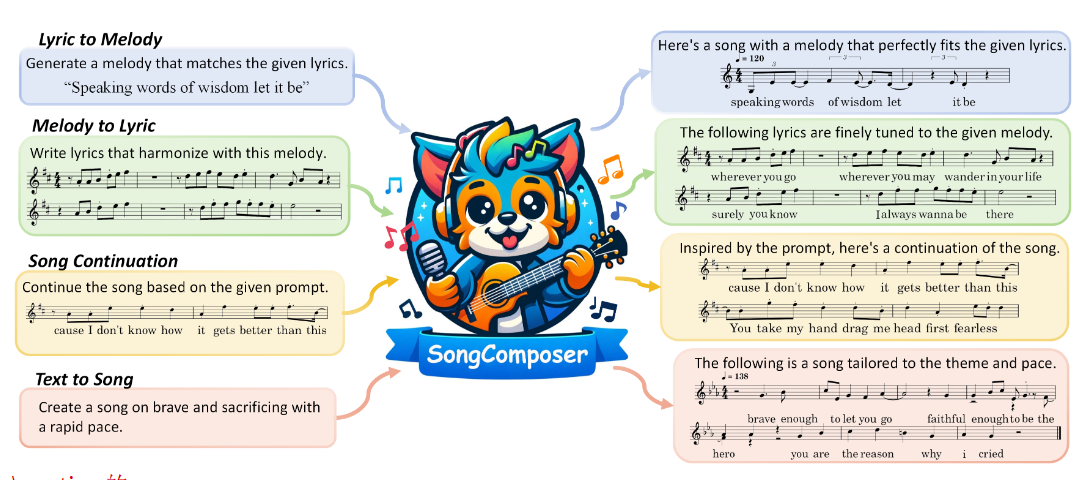 Lyric to Melody
Generate a melody that matches the given lyrics.
“Speaking words of wisdom let it be”
Melody to Lyric
Write lyrics that harmonize with this melody.
Song Continuation
Continue the song based on the given prompt.
cause I don't know how it gets better than this
Text to Song
Create a song on brave and sacrificing with
a rapid pace.
SongComposer
Here's a song with a melody that perfectly fits the given lyrics.
♩ = 120
3 3 3
speaking words of wisdom let it be
The following lyrics are finely tuned to the given melody.
wherever you go wherever you may wander in your life
surely you know I always wanna be there
Inspired by the prompt, here's a continuation of the song.
cause I don't know how it gets better than this
You take my hand drag me head first fearless
The following is a song tailored to the theme and pace.
♩ = 138
brave enough to let you go faithful enough to be the
hero you are the reason why i cried